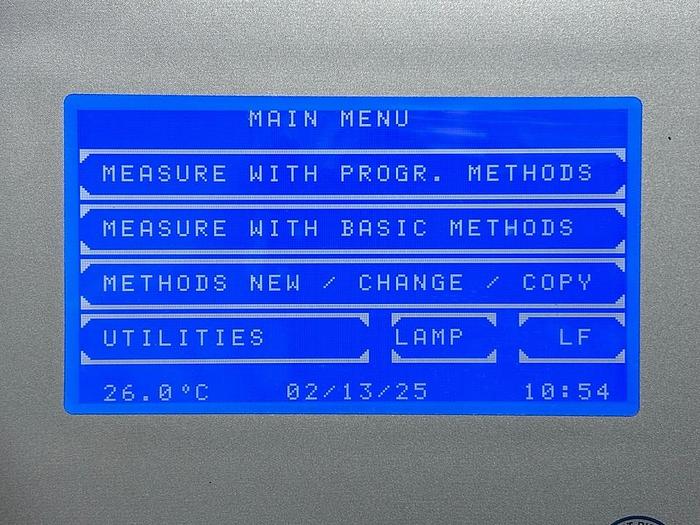 MAIN MENU
MEASURE WITH PROGR. METHODS
MEASURE WITH BASIC METHODS
METHODS NEW / CHANGE / COPY
UTILITIES LAMP LF
26.0°C 02/13/25 10:54